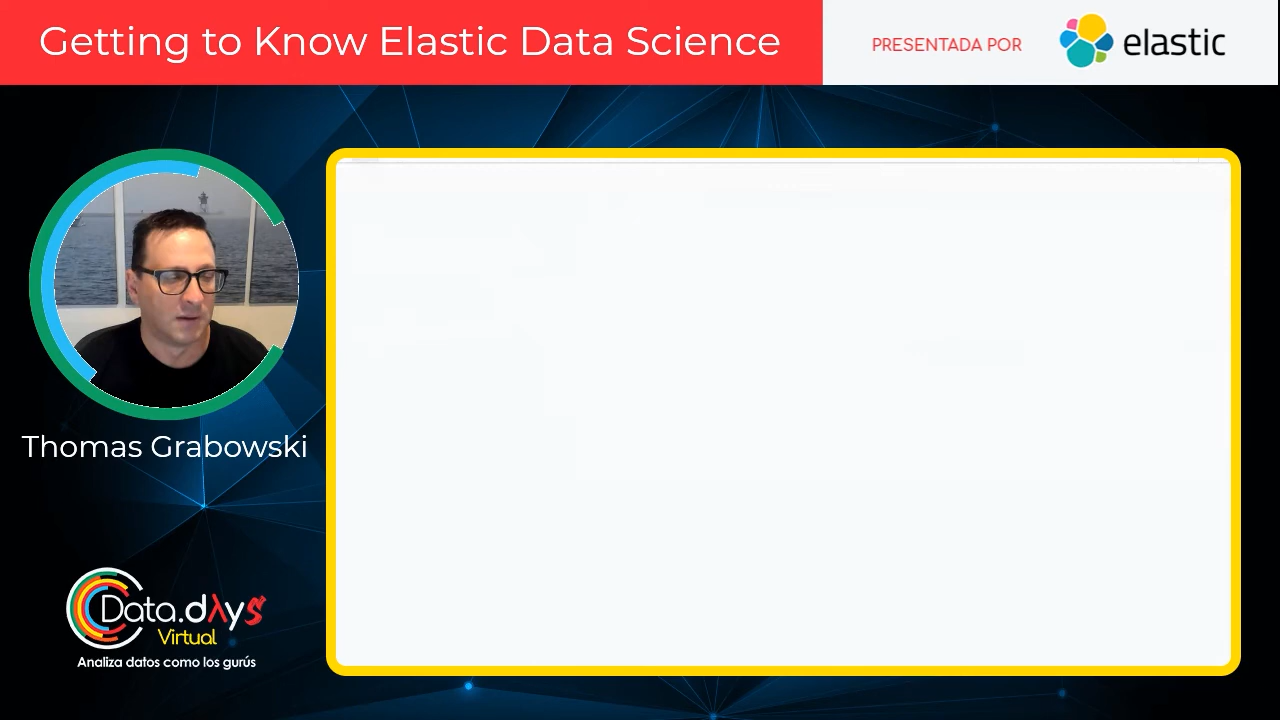 Getting to Know Elastic Data Science
PRESENTADA POR
elastic
Thomas Grabowski
Data.dλys
Virtual
Analiza datos como los gurús